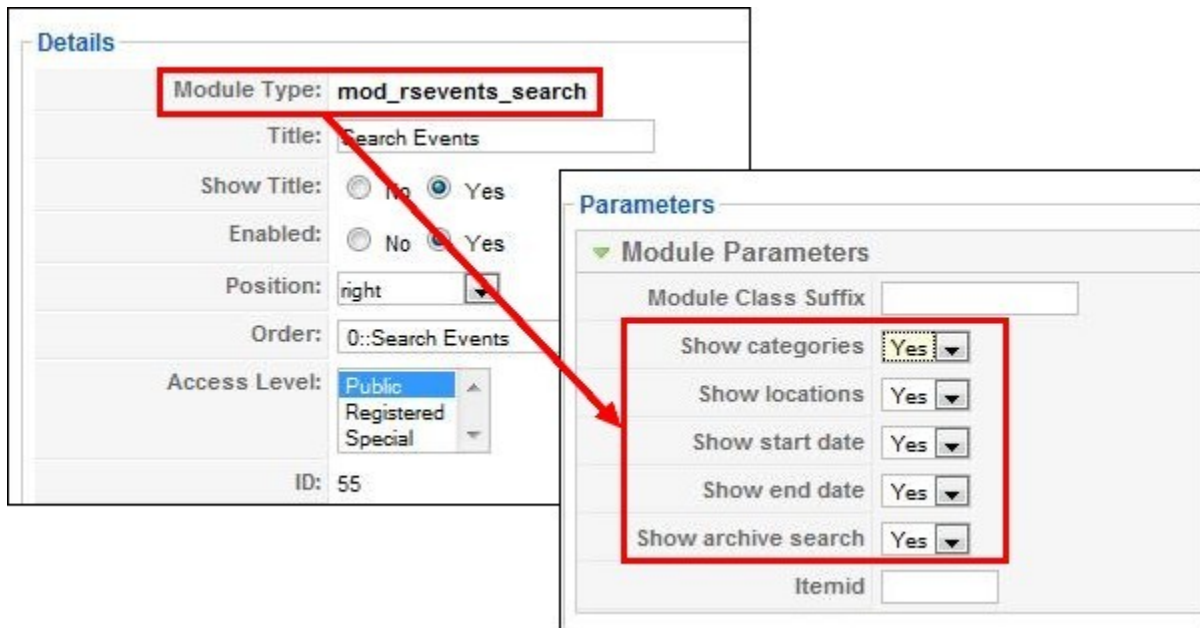 Details
Module Type: mod_rsevents_search
Title: Search Events
Show Title: No Yes
Enabled: No Yes
Position: right
Order: 0::Search Events
Access Level: Public
Registered
Special
ID: 55
Parameters
Module Parameters
Module Class Suffix
Show categories Yes
Show locations Yes
Show start date Yes
Show end date Yes
Show archive search Yes
Itemid